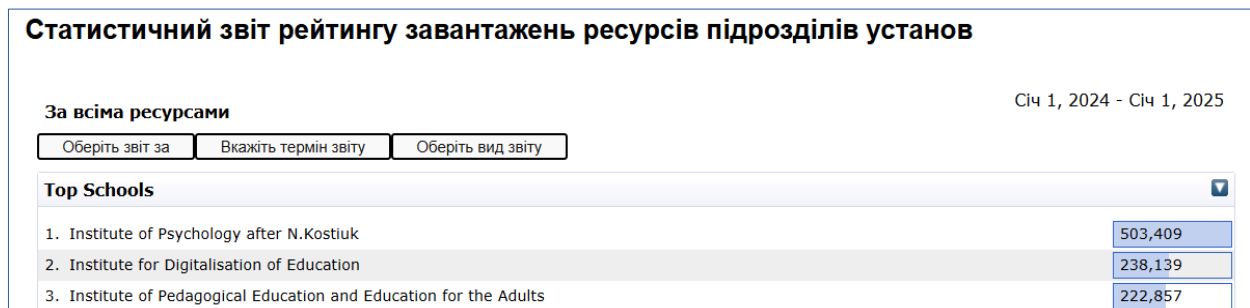 Статистичний звіт рейтингу завантажень ресурсів підрозділів установ
Січ 1, 2024 - Січ 1, 2025
За всіма ресурсами
Оберіть звіт за Вкажіть термін звіту Оберіть вид звіту
Top Schools
1. Institute of Psychology after N.Kostiuk 503,409
2. Institute for Digitalisation of Education 238,139
3. Institute of Pedagogical Education and Education for the Adults 222,857